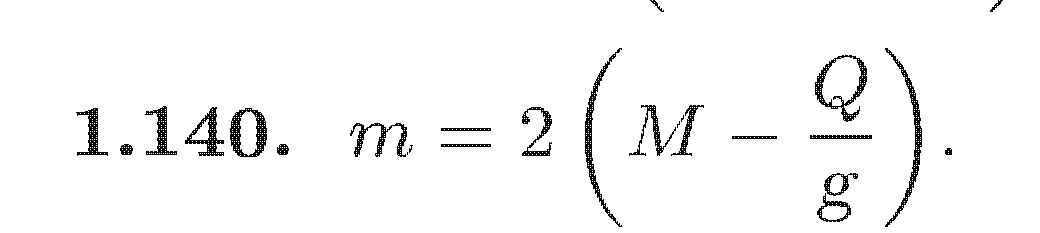 1.140. m = 2 ( M − Q/g ) .